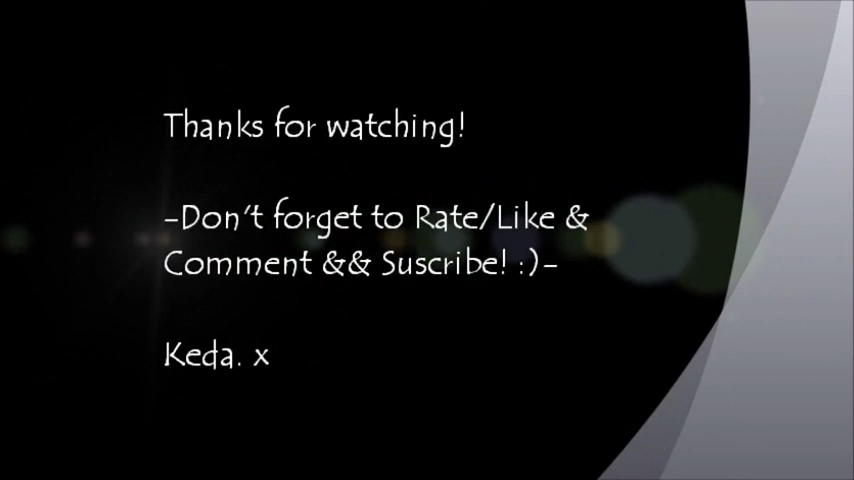 Thanks for watching!
-Don't forget to Rate/Like &
Comment && Suscribe! :)-
Keda. x